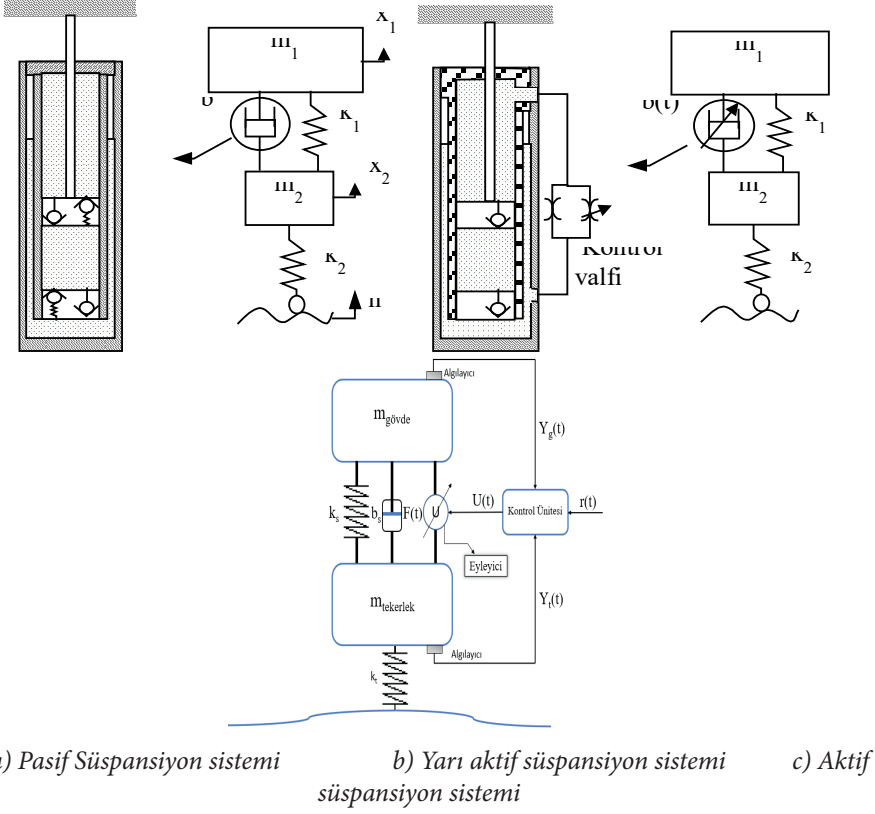 x1
m1
b
k1
m2
x2
k2
h
Kontrol
valfi
m1
b(t)
k1
m2
k2
Algılayıcı
mgövde
Yg(t)
ks
bs
F(t)
U
U(t)
Kontrol Ünitesi
r(t)
Eyleyici
mtekerlek
Yt(t)
Algılayıcı
kt
) Pasif Süspansiyon sistemi b) Yarı aktif süspansiyon sistemi c) Aktif
süspansiyon sistemi